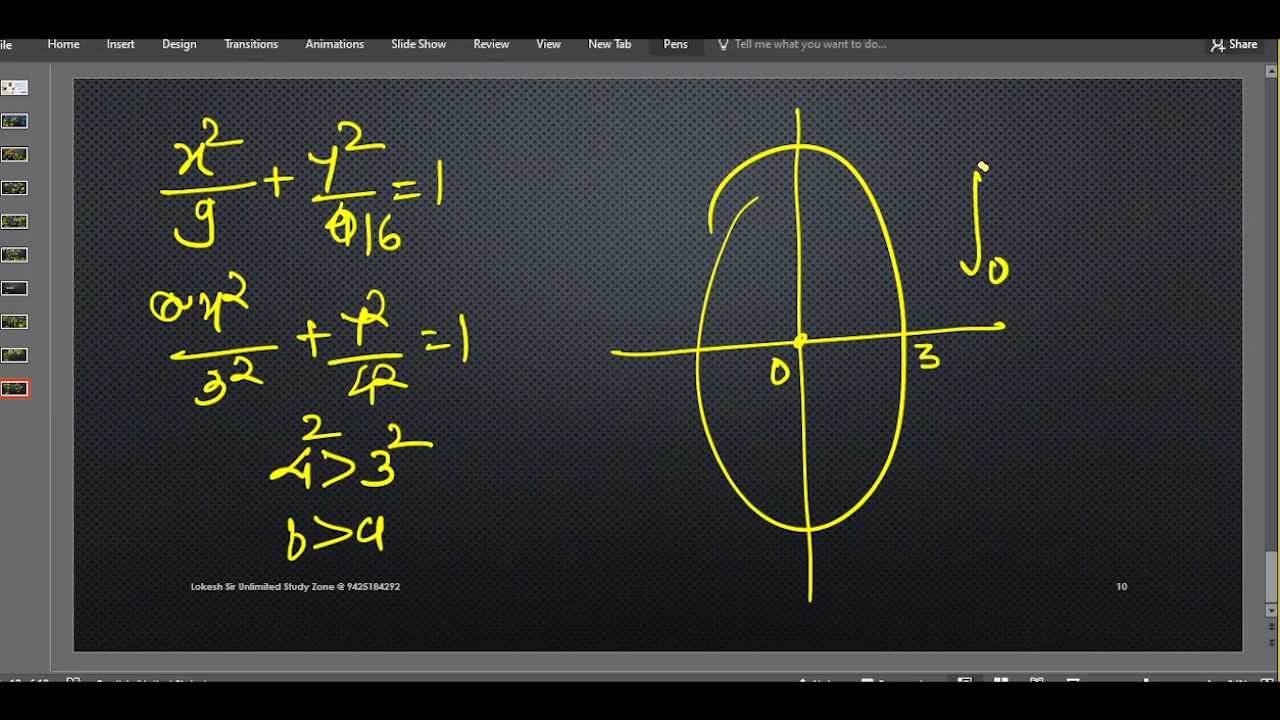 File Home Insert Design Transitions Animations Slide Show Review View New Tab Pens Tell me what you want to do... Share
x²/9 + y²/16 = 1
x²/3² + y²/4² = 1
4² > 3²
b > a
0
3
∫0
Lokesh Sir Unlimited Study Zone @ 9425184292
10